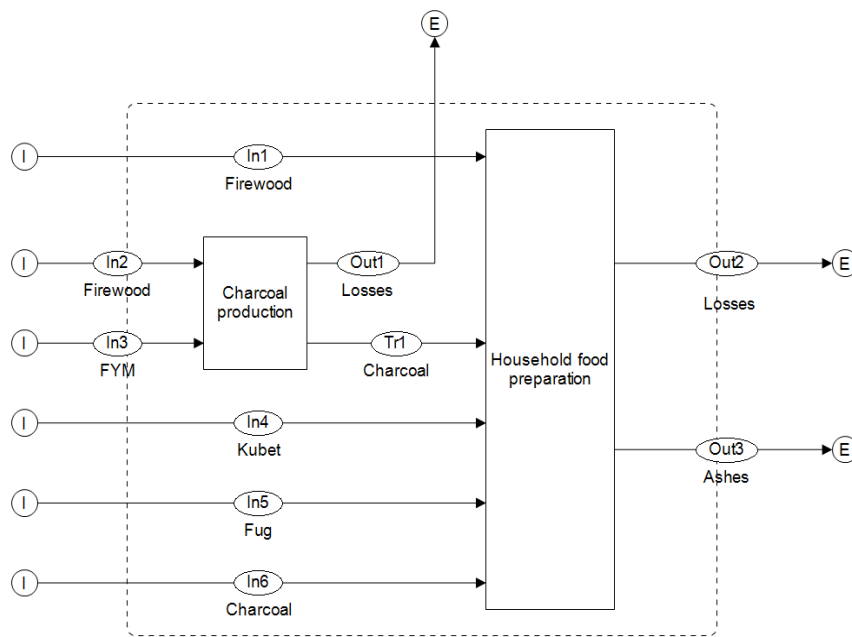 E
I
In1
Firewood
I
In2
Firewood
Charcoal
production
Out1
Losses
Out2
Losses
E
I
In3
FYM
Tr1
Charcoal
Household food
preparation
I
In4
Kubet
Out3
Ashes
E
I
In5
Fug
I
In6
Charcoal